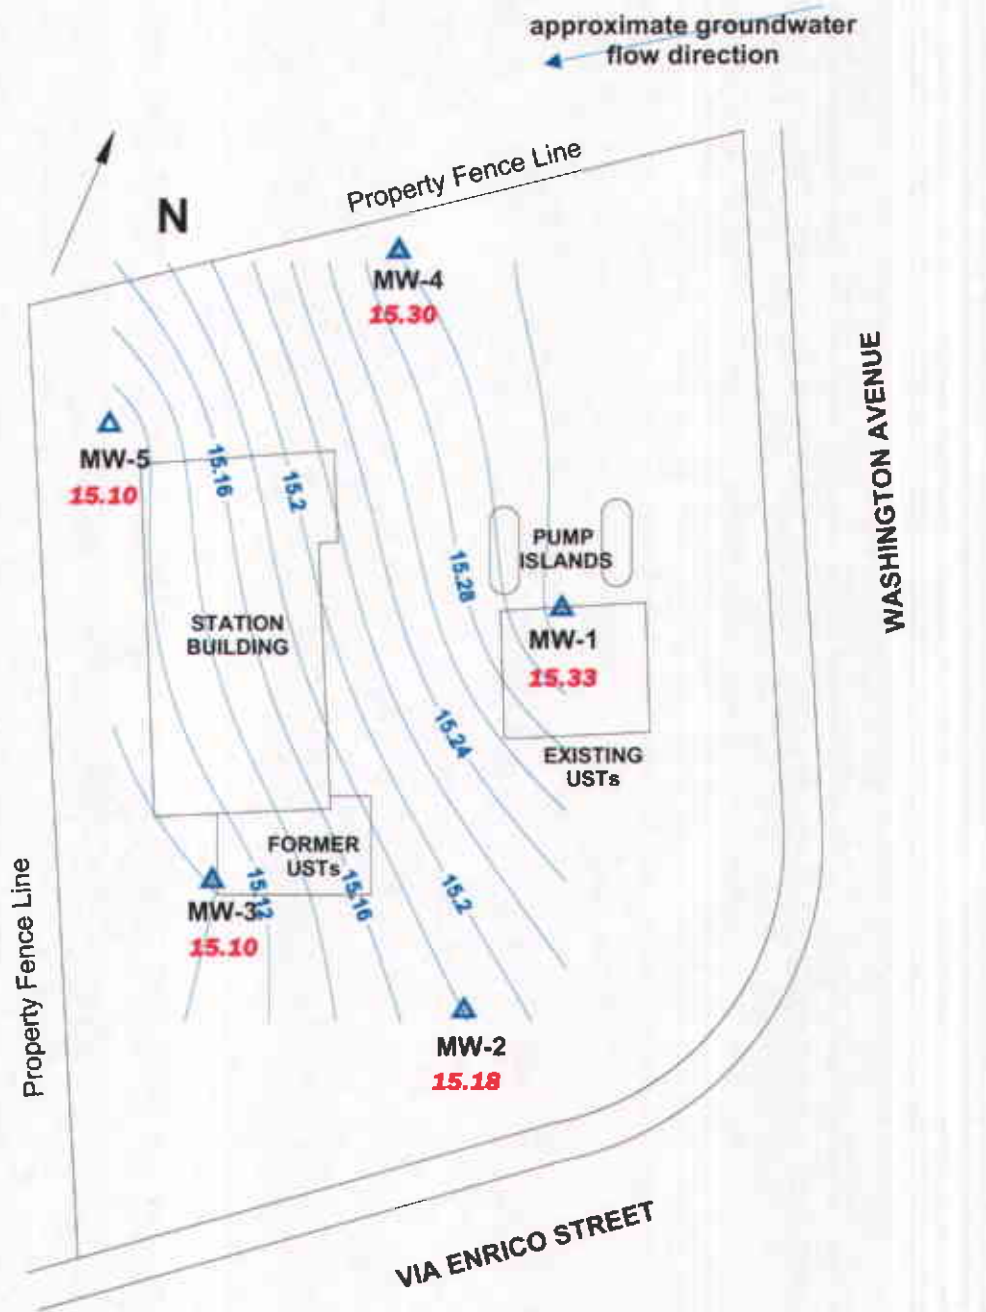 approximate groundwater
flow direction
N
Property Fence Line
MW-4
15.30
WASHINGTON AVENUE
MW-5
15.10
15.16
15.2
PUMP
ISLANDS
15.28
STATION
BUILDING
MW-1
15.33
15.24
EXISTING
USTs
FORMER
USTs
15.12
15.16
15.2
MW-3
15.10
Property Fence Line
MW-2
15.18
VIA ENRICO STREET